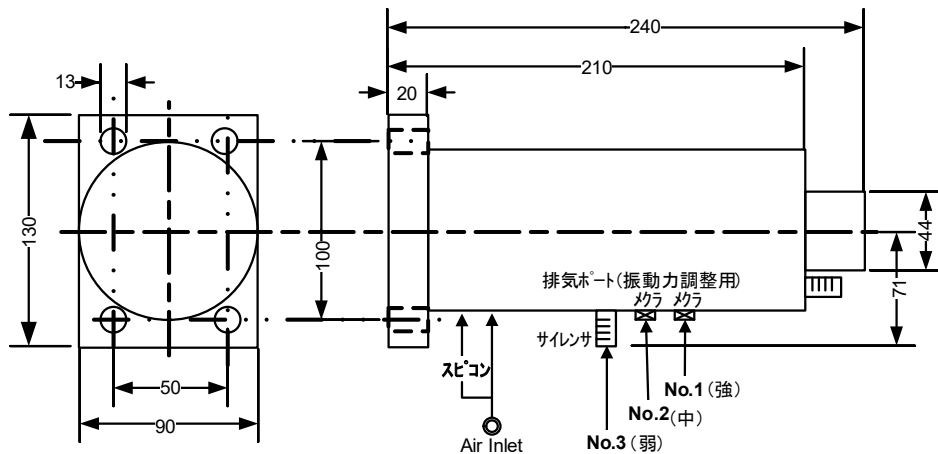 240
210
13
20
130
100
44
71
排気ポート(振動力調整用)
メクラ メクラ
サイレンサ
スピコン
50
No.1(強)
No.2(中)
90
Air Inlet
No.3(弱)